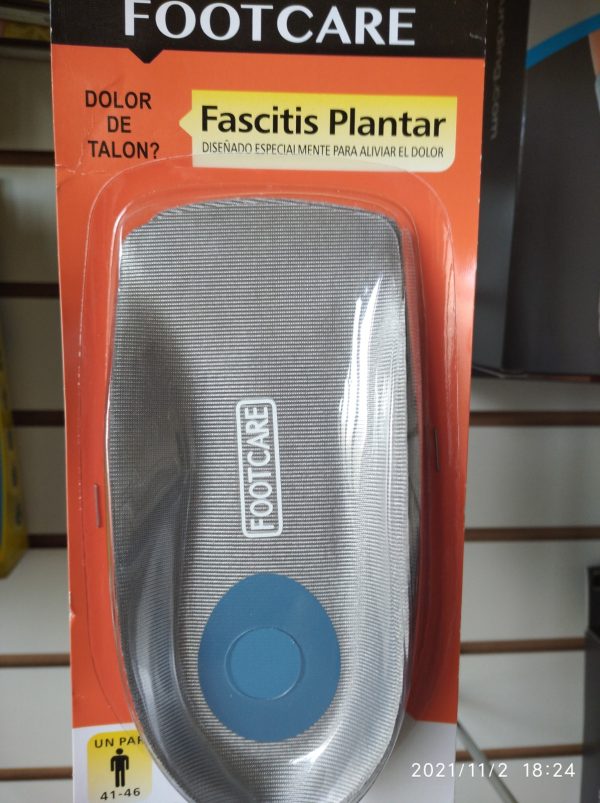 FOOTCARE
DOLOR
DE
TALON?
Fascitis Plantar
DISEÑADO ESPECIALMENTE PARA ALIVIAR EL DOLOR
FOOTCARE
UN PAR
41-46
2021/11/2 18:24